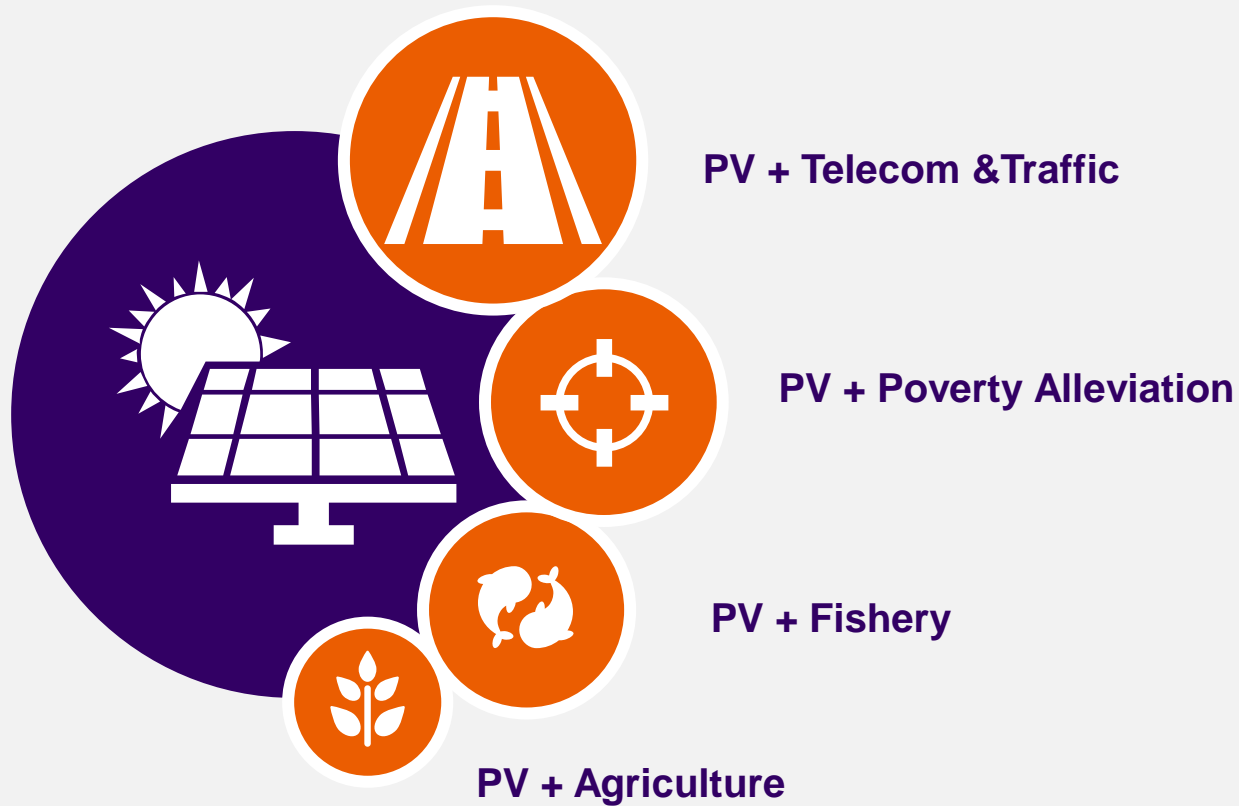 PV + Telecom &Traffic
PV + Poverty Alleviation
PV + Fishery
PV + Agriculture